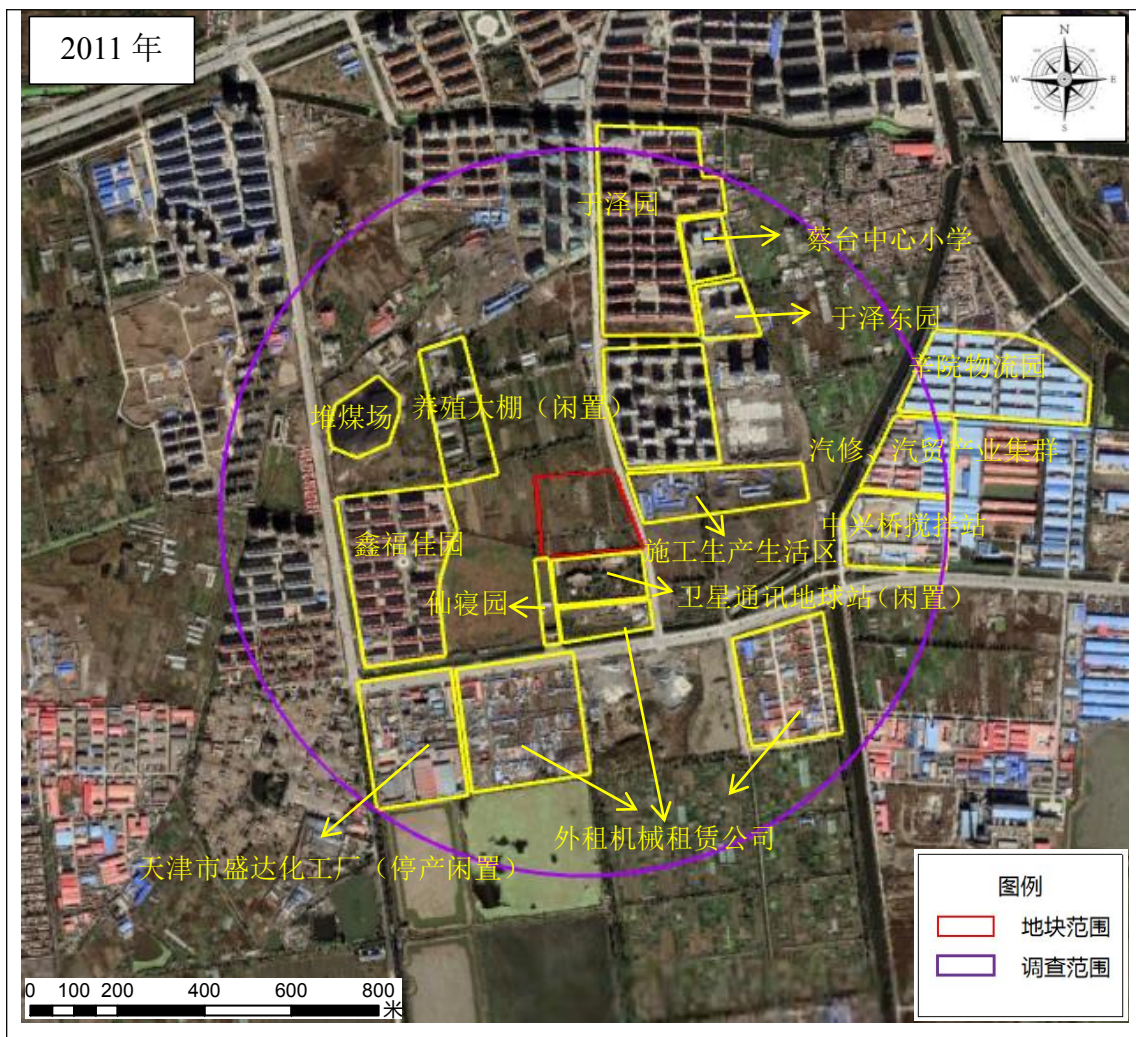 2011 年
N
W
E
S
于泽园
蔡台中心小学
于泽东园
辛院物流园
堆煤场
养殖大棚（闲置）
汽修、汽贸产业集群
中兴桥搅拌站
鑫福佳园
施工生产生活区
仙寝园
卫星通讯地球站（闲置）
外租机械租赁公司
天津市盛达化工厂（停产闲置）
图例
地块范围
调查范围
0 100 200 400 600 800
米